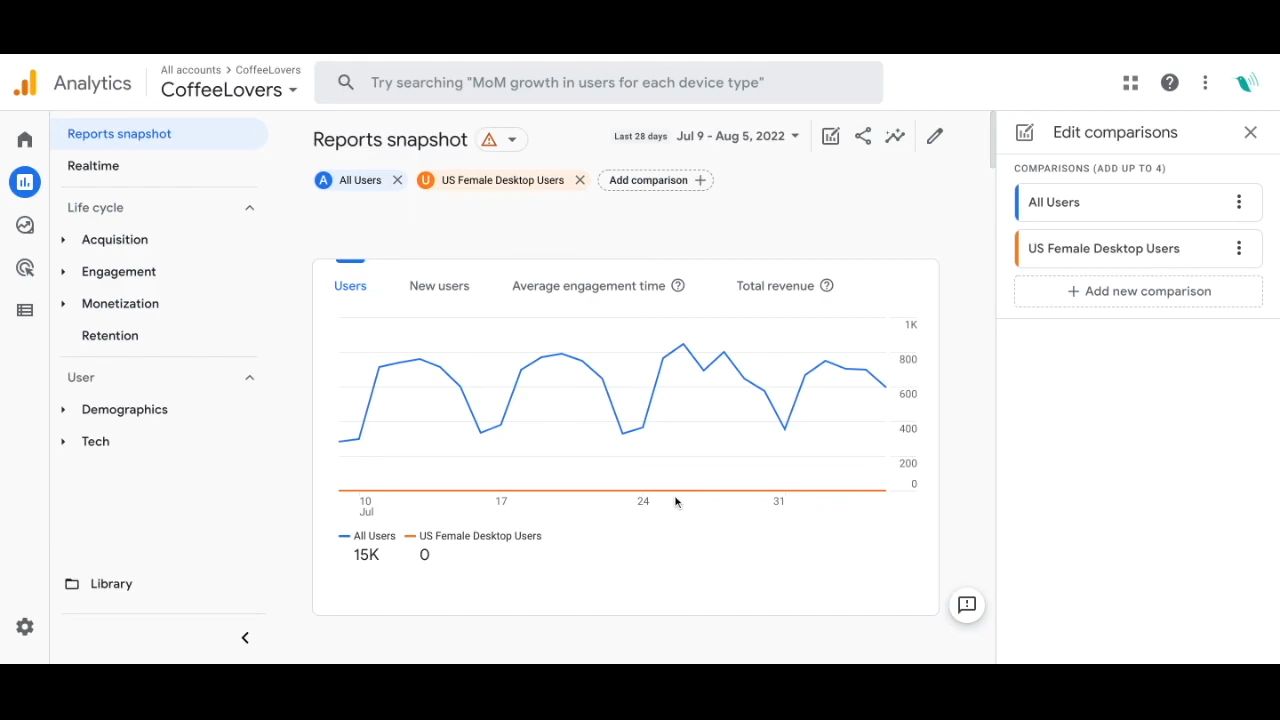 Analytics
All accounts > CoffeeLovers
CoffeeLovers
Try searching "MoM growth in users for each device type"
Reports snapshot
Realtime
Life cycle
Acquisition
Engagement
Monetization
Retention
User
Demographics
Tech
Library
Reports snapshot
Last 28 days Jul 9 - Aug 5, 2022
A All Users
U US Female Desktop Users
Add comparison +
Users
New users
Average engagement time
Total revenue
1K
800
600
400
200
0
10
Jul
17
24
31
All Users
15K
US Female Desktop Users
0
Edit comparisons
COMPARISONS (ADD UP TO 4)
All Users
US Female Desktop Users
+ Add new comparison